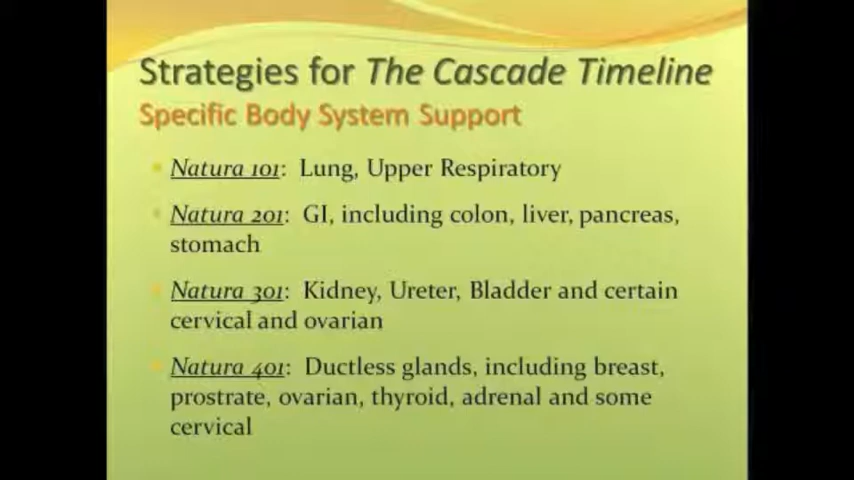 Strategies for The Cascade Timeline
Specific Body System Support
Natura 101: Lung, Upper Respiratory
Natura 201: GI, including colon, liver, pancreas,
stomach
Natura 301: Kidney, Ureter, Bladder and certain
cervical and ovarian
Natura 401: Ductless glands, including breast,
prostrate, ovarian, thyroid, adrenal and some
cervical